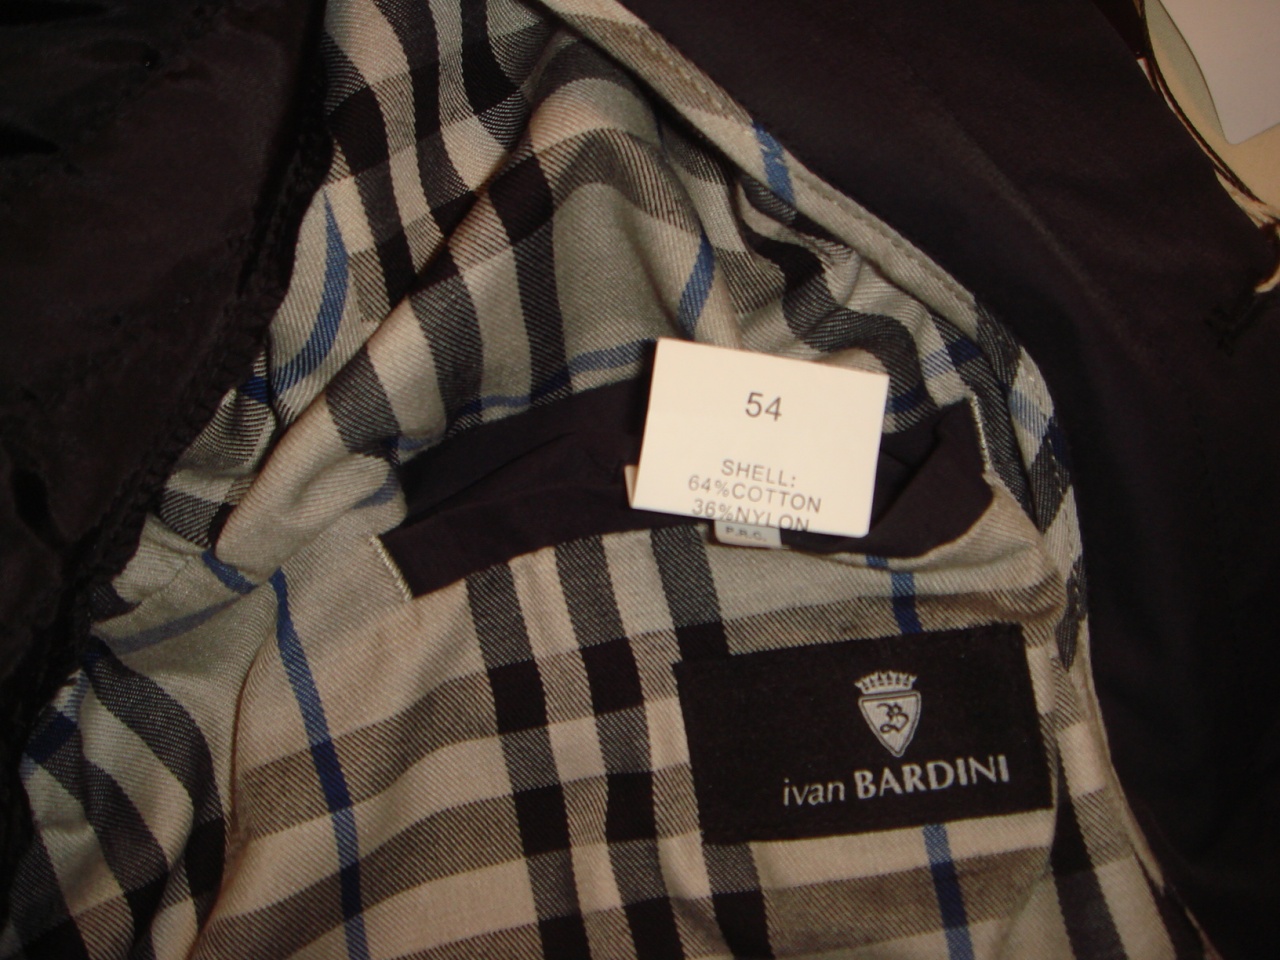 54
SHELL:
64%COTTON
36%NYLON
P.R.C.
B
ivan BARDINI